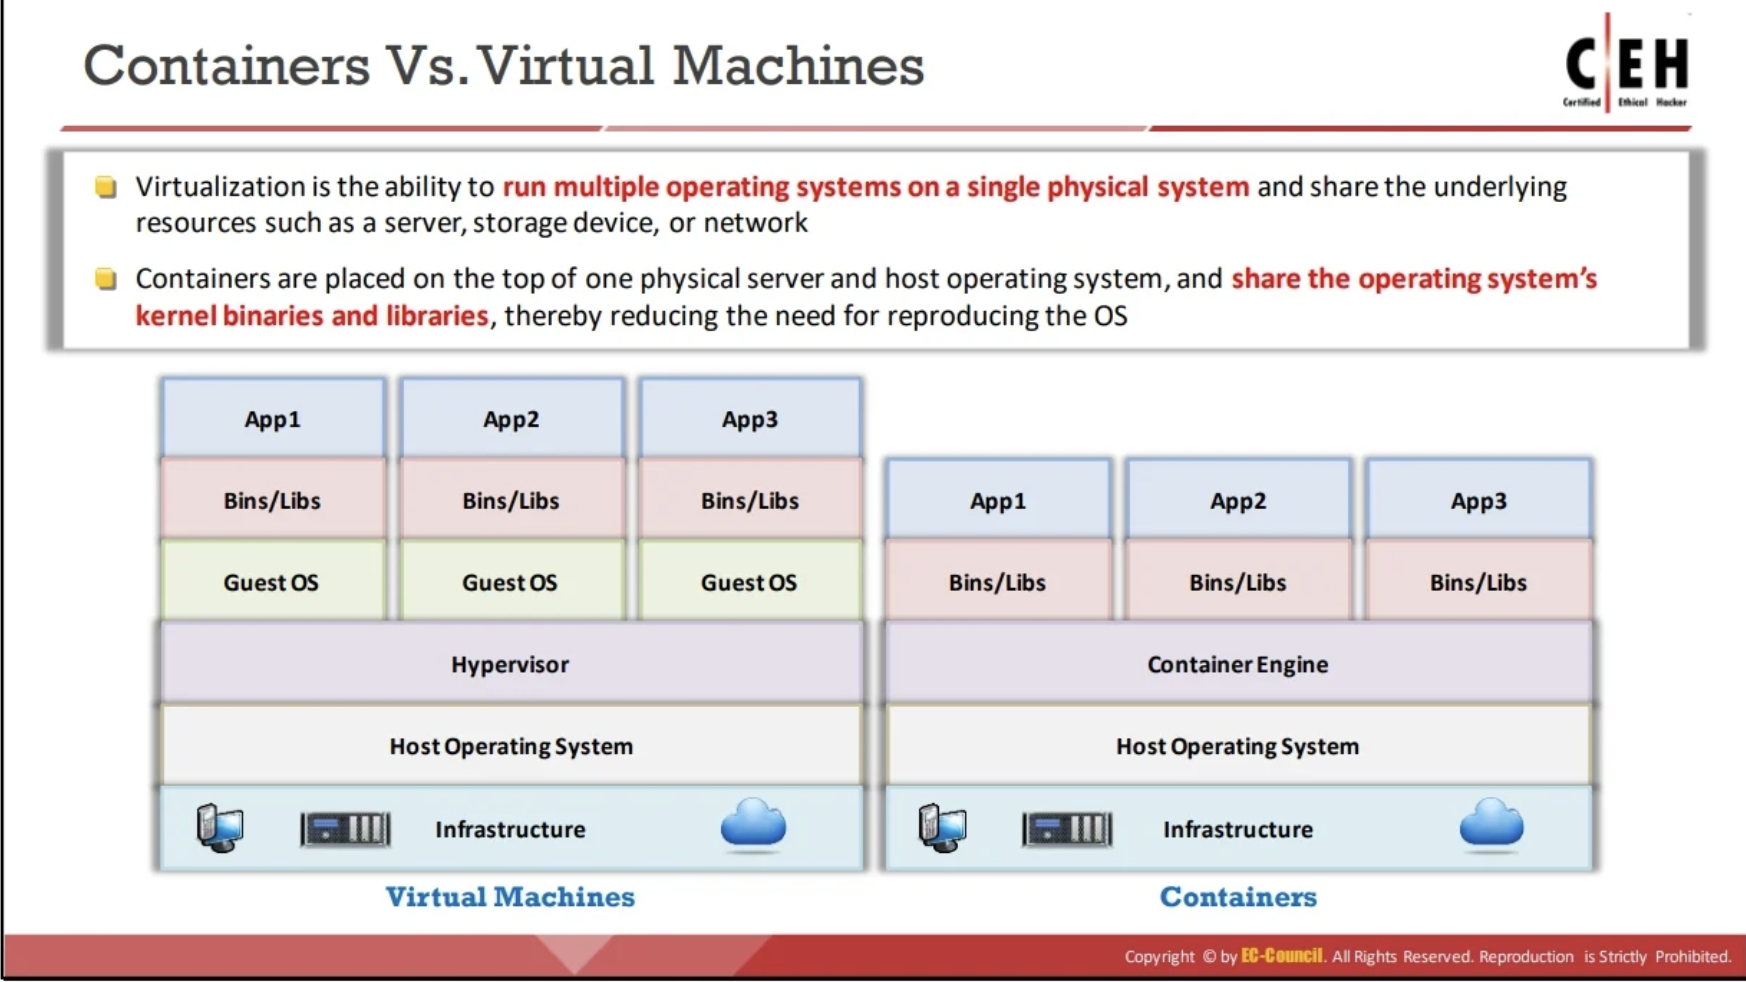 Containers Vs. Virtual Machines
C|EH
Certified Ethical Hacker
Virtualization is the ability to run multiple operating systems on a single physical system and share the underlying
resources such as a server, storage device, or network
Containers are placed on the top of one physical server and host operating system, and share the operating system's
kernel binaries and libraries, thereby reducing the need for reproducing the OS
App1 App2 App3
Bins/Libs Bins/Libs Bins/Libs
Guest OS Guest OS Guest OS
Hypervisor
Host Operating System
Infrastructure
Virtual Machines
App1 App2 App3
Bins/Libs Bins/Libs Bins/Libs
Container Engine
Host Operating System
Infrastructure
Containers
Copyright © by EC-Council. All Rights Reserved. Reproduction is Strictly Prohibited.